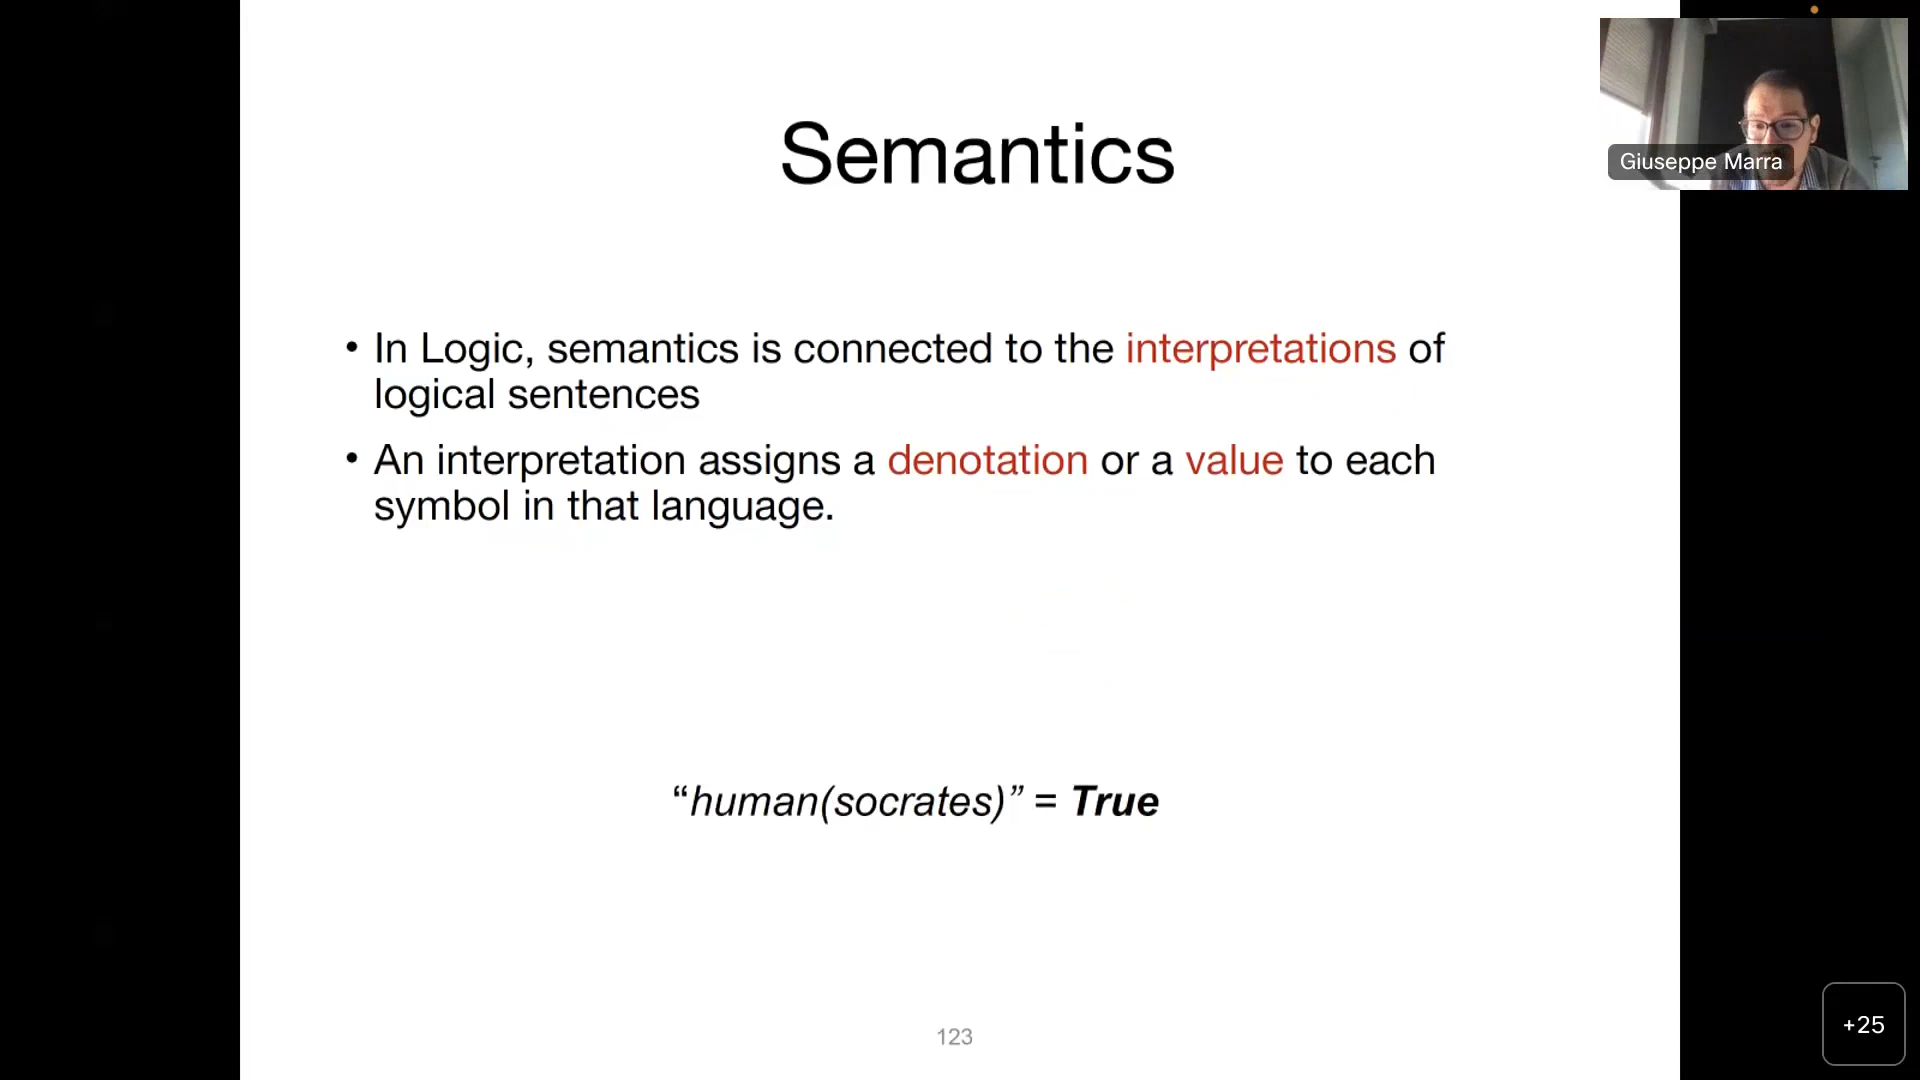 Semantics
Giuseppe Marra
• In Logic, semantics is connected to the interpretations of
logical sentences
• An interpretation assigns a denotation or a value to each
symbol in that language.
“human(socrates)” = True
123
+25